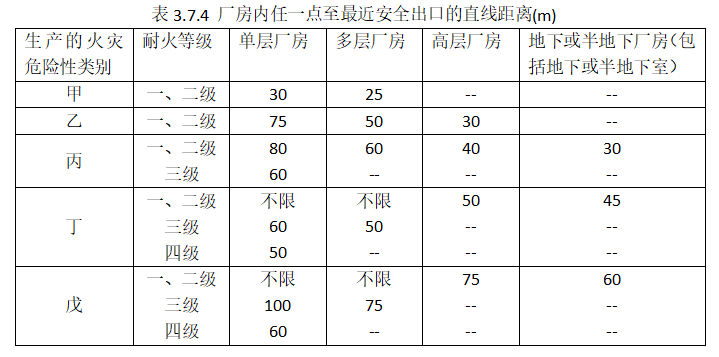 表 3.7.4 厂房内任一点至最近安全出口的直线距离(m)
生产的火灾危险性类别 耐火等级 单层厂房 多层厂房 高层厂房 地下或半地下厂房(包括地下或半地下室)
甲 一、二级 30 25 -- --
乙 一、二级 75 50 30 --
丙 一、二级 80 60 40 30
三级 60 -- -- --
丁 一、二级 不限 不限 50 45
三级 60 50 -- --
四级 50 -- -- --
戊 一、二级 不限 不限 75 60
三级 100 75 -- --
四级 60 -- -- --